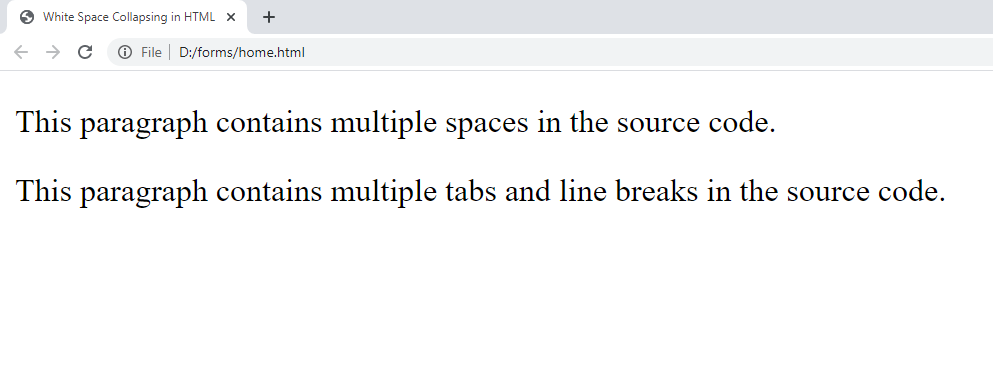 White Space Collapsing in HTML
File D:/forms/home.html
This paragraph contains multiple spaces in the source code.
This paragraph contains multiple tabs and line breaks in the source code.